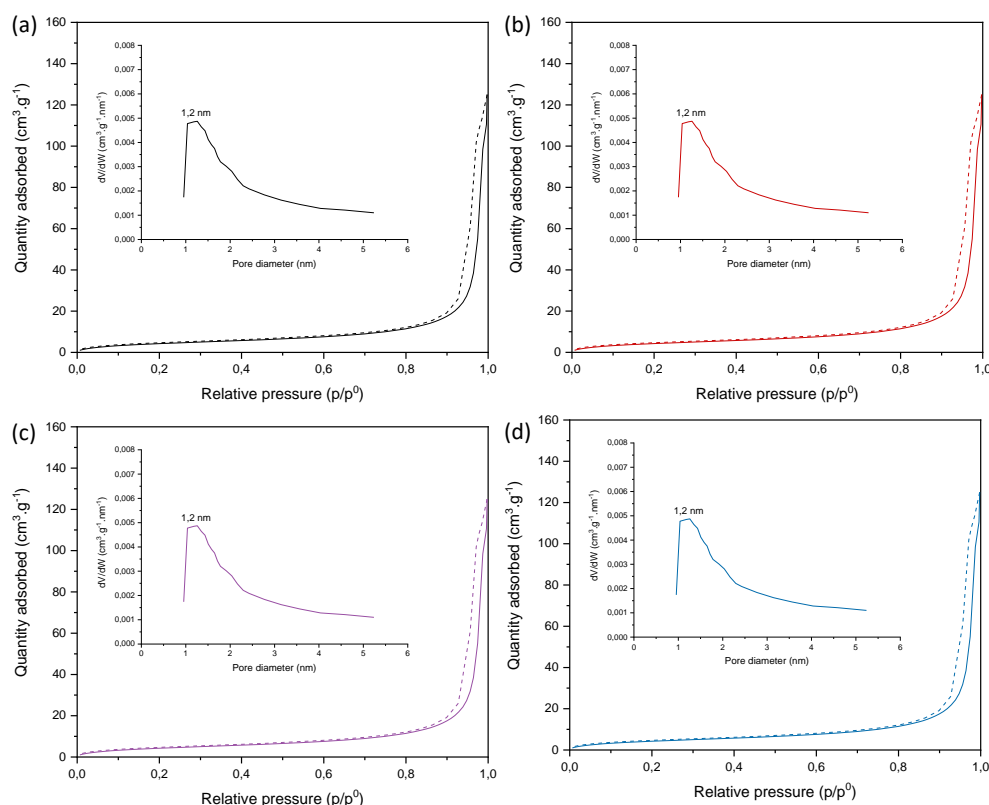 (a)
160
140
120
100
80
60
40
20
0
Quantity adsorbed (cm³.g⁻¹)
0,0 0,2 0,4 0,6 0,8 1,0
Relative pressure (p/p⁰)
0,008
0,007
0,006
0,005
0,004
0,003
0,002
0,001
0,000
dV/dW (cm³.g⁻¹.nm⁻¹)
1,2 nm
0 1 2 3 4 5 6
Pore diameter (nm)
(b)
160
140
120
100
80
60
40
20
0
Quantity adsorbed (cm³.g⁻¹)
0,0 0,2 0,4 0,6 0,8 1,0
Relative pressure (p/p⁰)
0,008
0,007
0,006
0,005
0,004
0,003
0,002
0,001
0,000
dV/dW (cm³.g⁻¹.nm⁻¹)
1,2 nm
0 1 2 3 4 5 6
Pore diameter (nm)
(c)
160
140
120
100
80
60
40
20
0
Quantity adsorbed (cm³.g⁻¹)
0,0 0,2 0,4 0,6 0,8 1,0
Relative pressure (p/p⁰)
0,008
0,007
0,006
0,005
0,004
0,003
0,002
0,001
0,000
dV/dW (cm³.g⁻¹.nm⁻¹)
1,2 nm
0 1 2 3 4 5 6
Pore diameter (nm)
(d)
160
140
120
100
80
60
40
20
0
Quantity adsorbed (cm³.g⁻¹)
0,0 0,2 0,4 0,6 0,8 1,0
Relative pressure (p/p⁰)
0,008
0,007
0,006
0,005
0,004
0,003
0,002
0,001
0,000
dV/dW (cm³.g⁻¹.nm⁻¹)
1,2 nm
0 1 2 3 4 5 6
Pore diameter (nm)